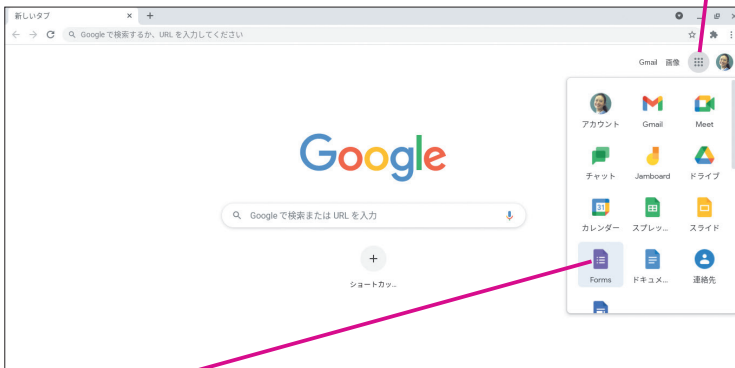 新しいタブ
Google で検索するか、URL を入力してください
Gmail 画像
アカウント Gmail Meet
チャット Jamboard ドライブ
Google
31
カレンダー スプレッ... スライド
Google で検索または URL を入力
Forms ドキュメ... 連絡先
ショートカッ...